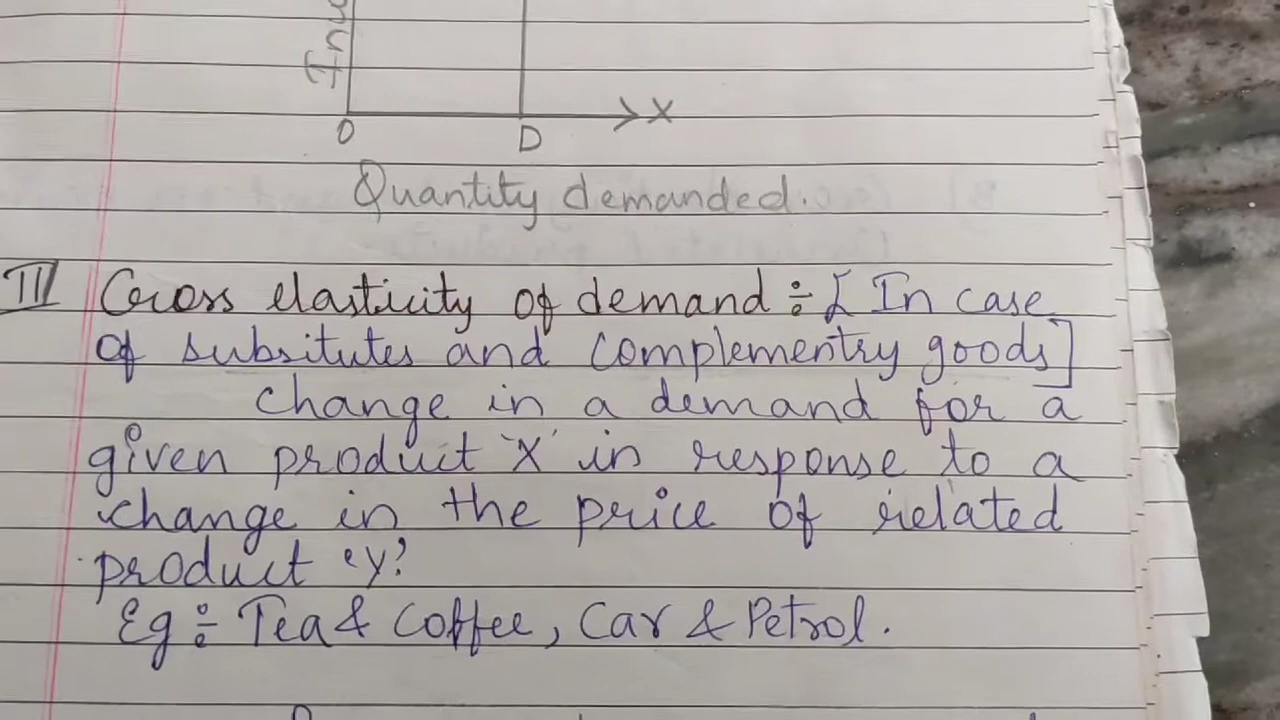 O
D
X
Quantity demanded.
III Cross elasticity of demand ÷ [ In case
of subsitutes and complementry goods]
change in a demand for a
given product 'X' in response to a
change in the price of related
product 'y'.
Eg ÷ Tea & Coffee, Car & Petrol.